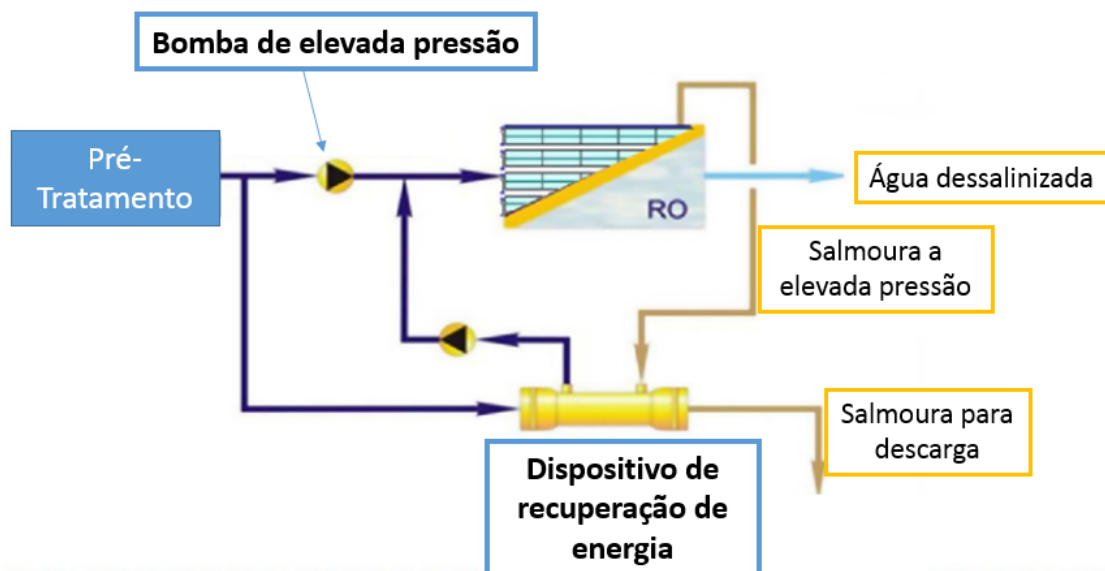 Bomba de elevada pressão
Pré-
Tratamento
RO
Água dessalinizada
Salmoura a
elevada pressão
Salmoura para
descarga
Dispositivo de
recuperação de
energia